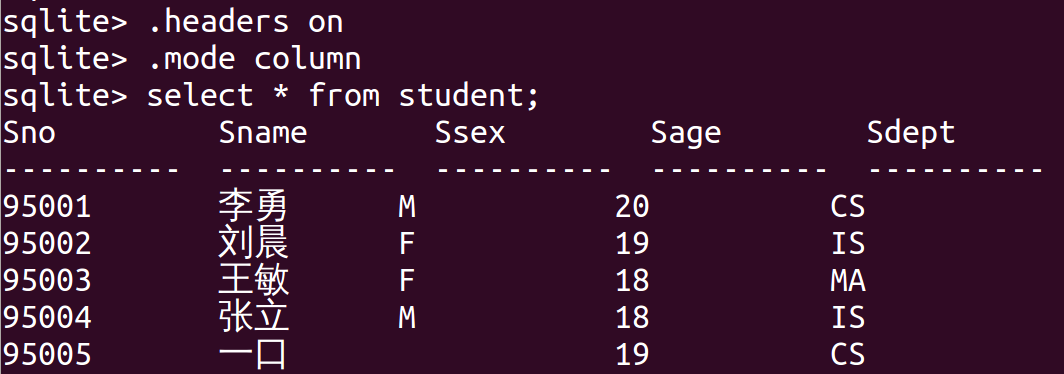 sqlite> .headers on
sqlite> .mode column
sqlite> select * from student;
Sno         Sname       Ssex        Sage        Sdept
----------  ----------  ----------  ----------  ----------
95001       李勇      M           20          CS
95002       刘晨      F           19          IS
95003       王敏      F           18          MA
95004       张立      M           18          IS
95005       一口                  19          CS